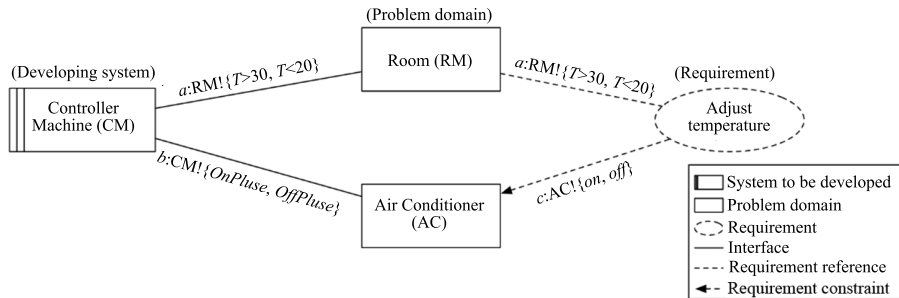 (Problem domain)
Room (RM)
(Developing system)
a:RM!{T>30, T<20}
a:RM!{T>30, T<20}
(Requirement)
Controller
Machine (CM)
Adjust
temperature
b:CM!{OnPluse, OffPluse}
c:AC!{on, off}
Air Conditioner
(AC)
System to be developed
Problem domain
Requirement
Interface
Requirement reference
Requirement constraint